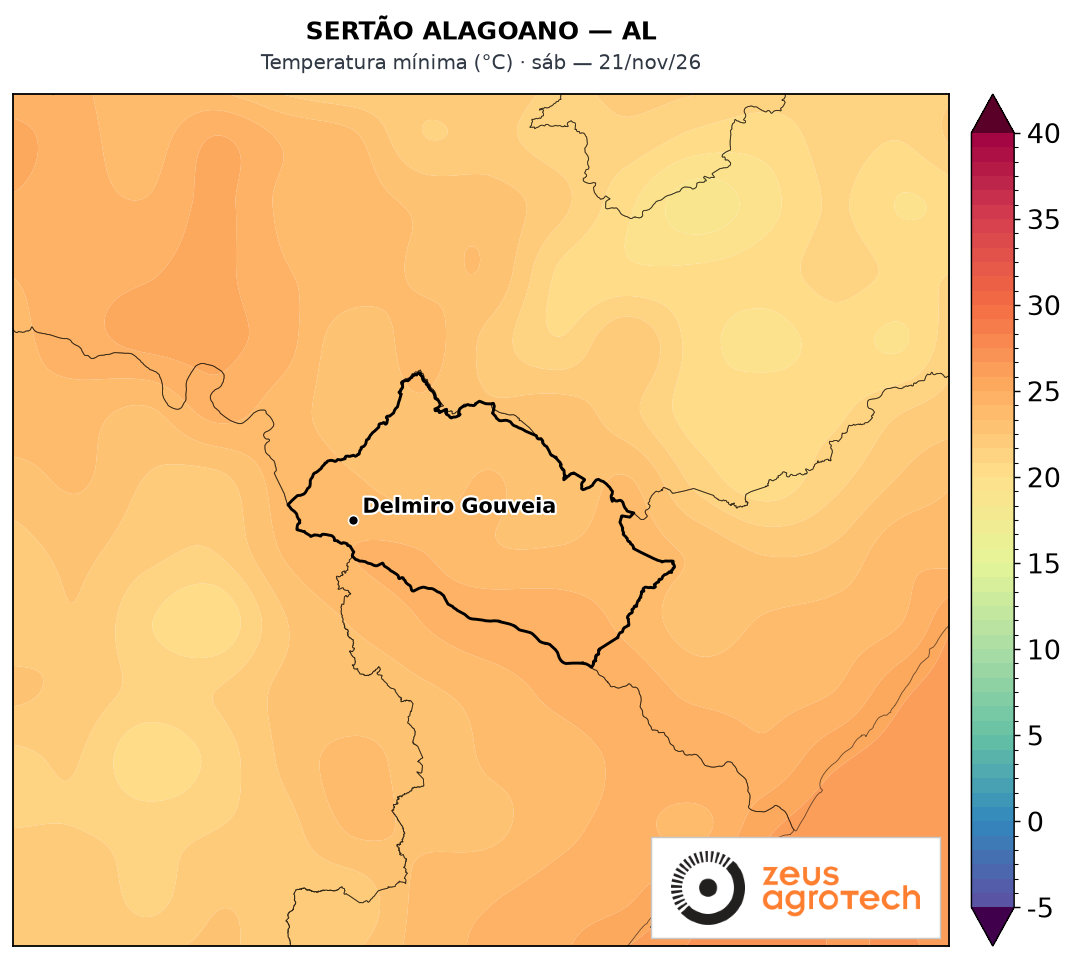 SERTÃO ALAGOANO — AL
Temperatura mínima (°C) · sáb — 21/nov/26
40
35
30
25
20
15
10
5
0
-5
Delmiro Gouveia
zeus
agrotech